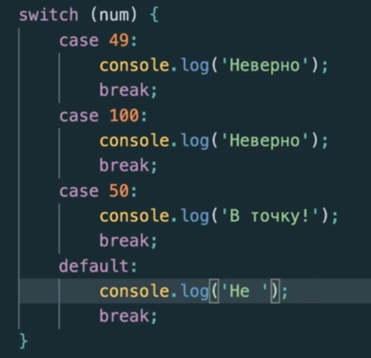 switch (num) {
    case 49:
        console.log('Неверно');
        break;
    case 100:
        console.log('Неверно');
        break;
    case 50:
        console.log('В точку!');
        break;
    default:
        console.log('Не ');
        break;
}